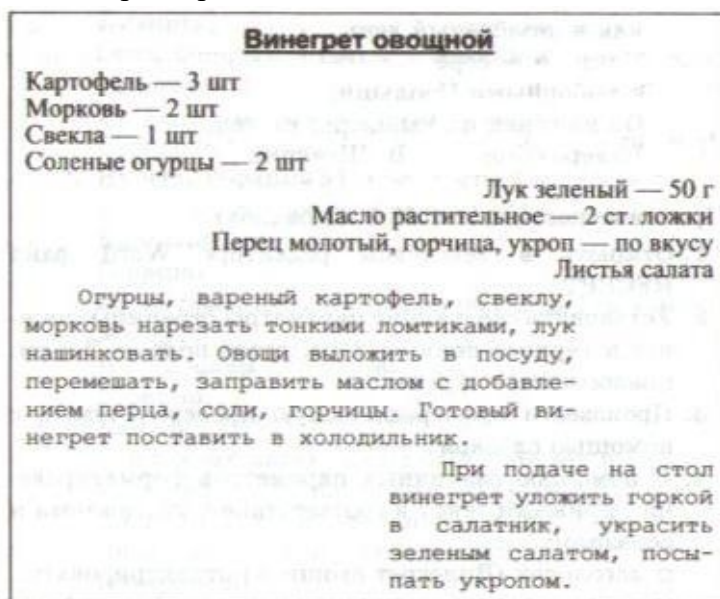 Винегрет овощной
Картофель — 3 шт
Морковь — 2 шт
Свекла — 1 шт
Соленые огурцы — 2 шт
Лук зеленый — 50 г
Масло растительное — 2 ст. ложки
Перец молотый, горчица, укроп — по вкусу
Листья салата
Огурцы, вареный картофель, свеклу,
морковь нарезать тонкими ломтиками, лук
нашинковать. Овощи выложить в посуду,
перемешать, заправить маслом с добавле-
нием перца, соли, горчицы. Готовый ви-
негрет поставить в холодильник.
При подаче на стол
винегрет уложить горкой
в салатник, украсить
зеленым салатом, посы-
пать укропом.